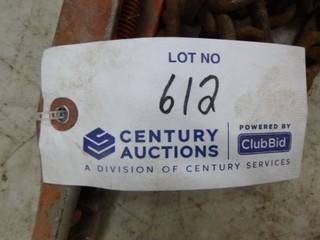 LOT NO
612
CENTURY AUCTIONS
POWERED BY
ClubBid
A DIVISION OF CENTURY SERVICES